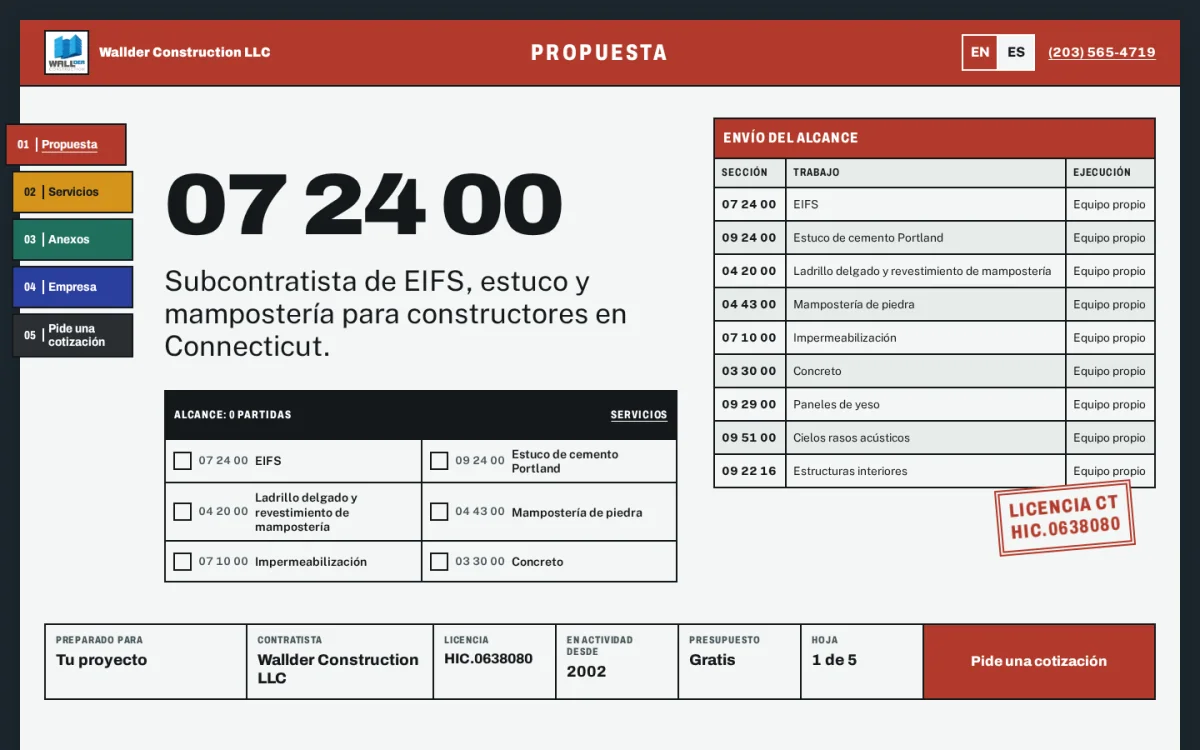 WALLDER
Wallder Construction LLC
PROPUESTA
EN ES
(203) 565-4719
01 Propuesta
02 Servicios
03 Anexos
04 Empresa
05 Pide una
cotización
07 24 00
Subcontratista de EIFS, estuco y
mampostería para constructores en
Connecticut.
ALCANCE: 0 PARTIDAS SERVICIOS
07 24 00 EIFS
09 24 00 Estuco de cemento
Portland
04 20 00 Ladrillo delgado y
revestimiento de
mampostería
04 43 00 Mampostería de piedra
07 10 00 Impermeabilización
03 30 00 Concreto
ENVÍO DEL ALCANCE
SECCIÓN TRABAJO EJECUCIÓN
07 24 00 EIFS Equipo propio
09 24 00 Estuco de cemento Portland Equipo propio
04 20 00 Ladrillo delgado y revestimiento de mampostería Equipo propio
04 43 00 Mampostería de piedra Equipo propio
07 10 00 Impermeabilización Equipo propio
03 30 00 Concreto Equipo propio
09 29 00 Paneles de yeso Equipo propio
09 51 00 Cielos rasos acústicos Equipo propio
09 22 16 Estructuras interiores Equipo propio
LICENCIA CT
HIC.0638080
PREPARADO PARA
Tu proyecto
CONTRATISTA
Wallder Construction
LLC
LICENCIA
HIC.0638080
EN ACTIVIDAD
DESDE
2002
PRESUPUESTO
Gratis
HOJA
1 de 5
Pide una cotización